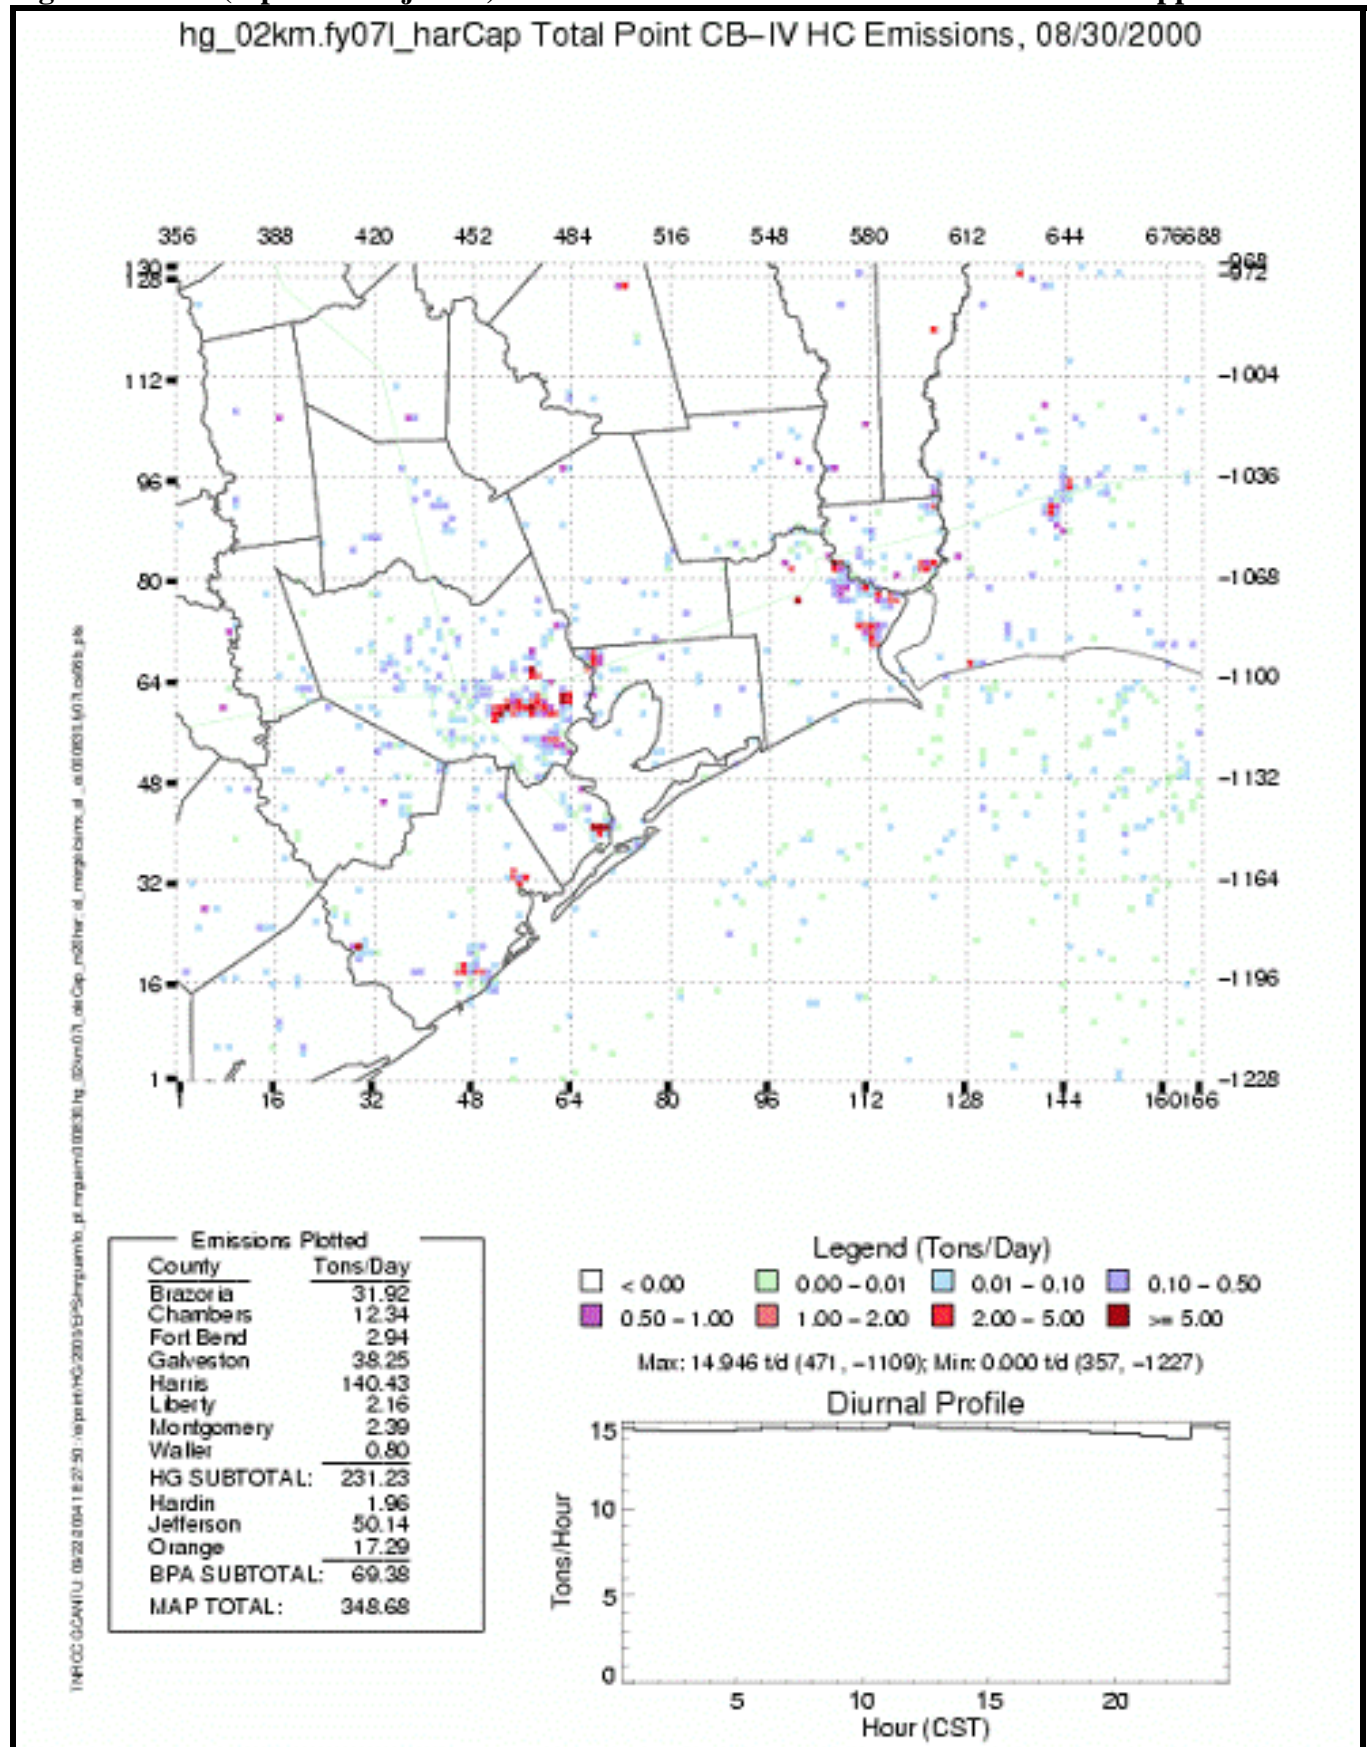 hg_02km.fy07l_harCap Total Point CB–IV HC Emissions, 08/30/2000
356 388 420 452 484 516 548 580 612 644 676688
130 –968
128 –972
112 –1004
96 –1036
80 –1068
64 –1100
48 –1132
32 –1164
16 –1196
1 –1228
1 16 32 48 64 80 96 112 128 144 160166
Emissions Plotted
County Tons/Day
Brazoria 31.92
Chambers 12.34
Fort Bend 2.94
Galveston 38.25
Harris 140.43
Liberty 2.16
Montgomery 2.39
Waller 0.80
HG SUBTOTAL: 231.23
Hardin 1.96
Jefferson 50.14
Orange 17.29
BPA SUBTOTAL: 69.38
MAP TOTAL: 348.68
Legend (Tons/Day)
< 0.00 0.00 – 0.01 0.01 – 0.10 0.10 – 0.50
0.50 – 1.00 1.00 – 2.00 2.00 – 5.00 >= 5.00
Max: 14.946 t/d (471, –1109); Min: 0.000 t/d (357, –1227)
Diurnal Profile
Tons/Hour
15
10
5
0
5 10 15 20
Hour (CST)